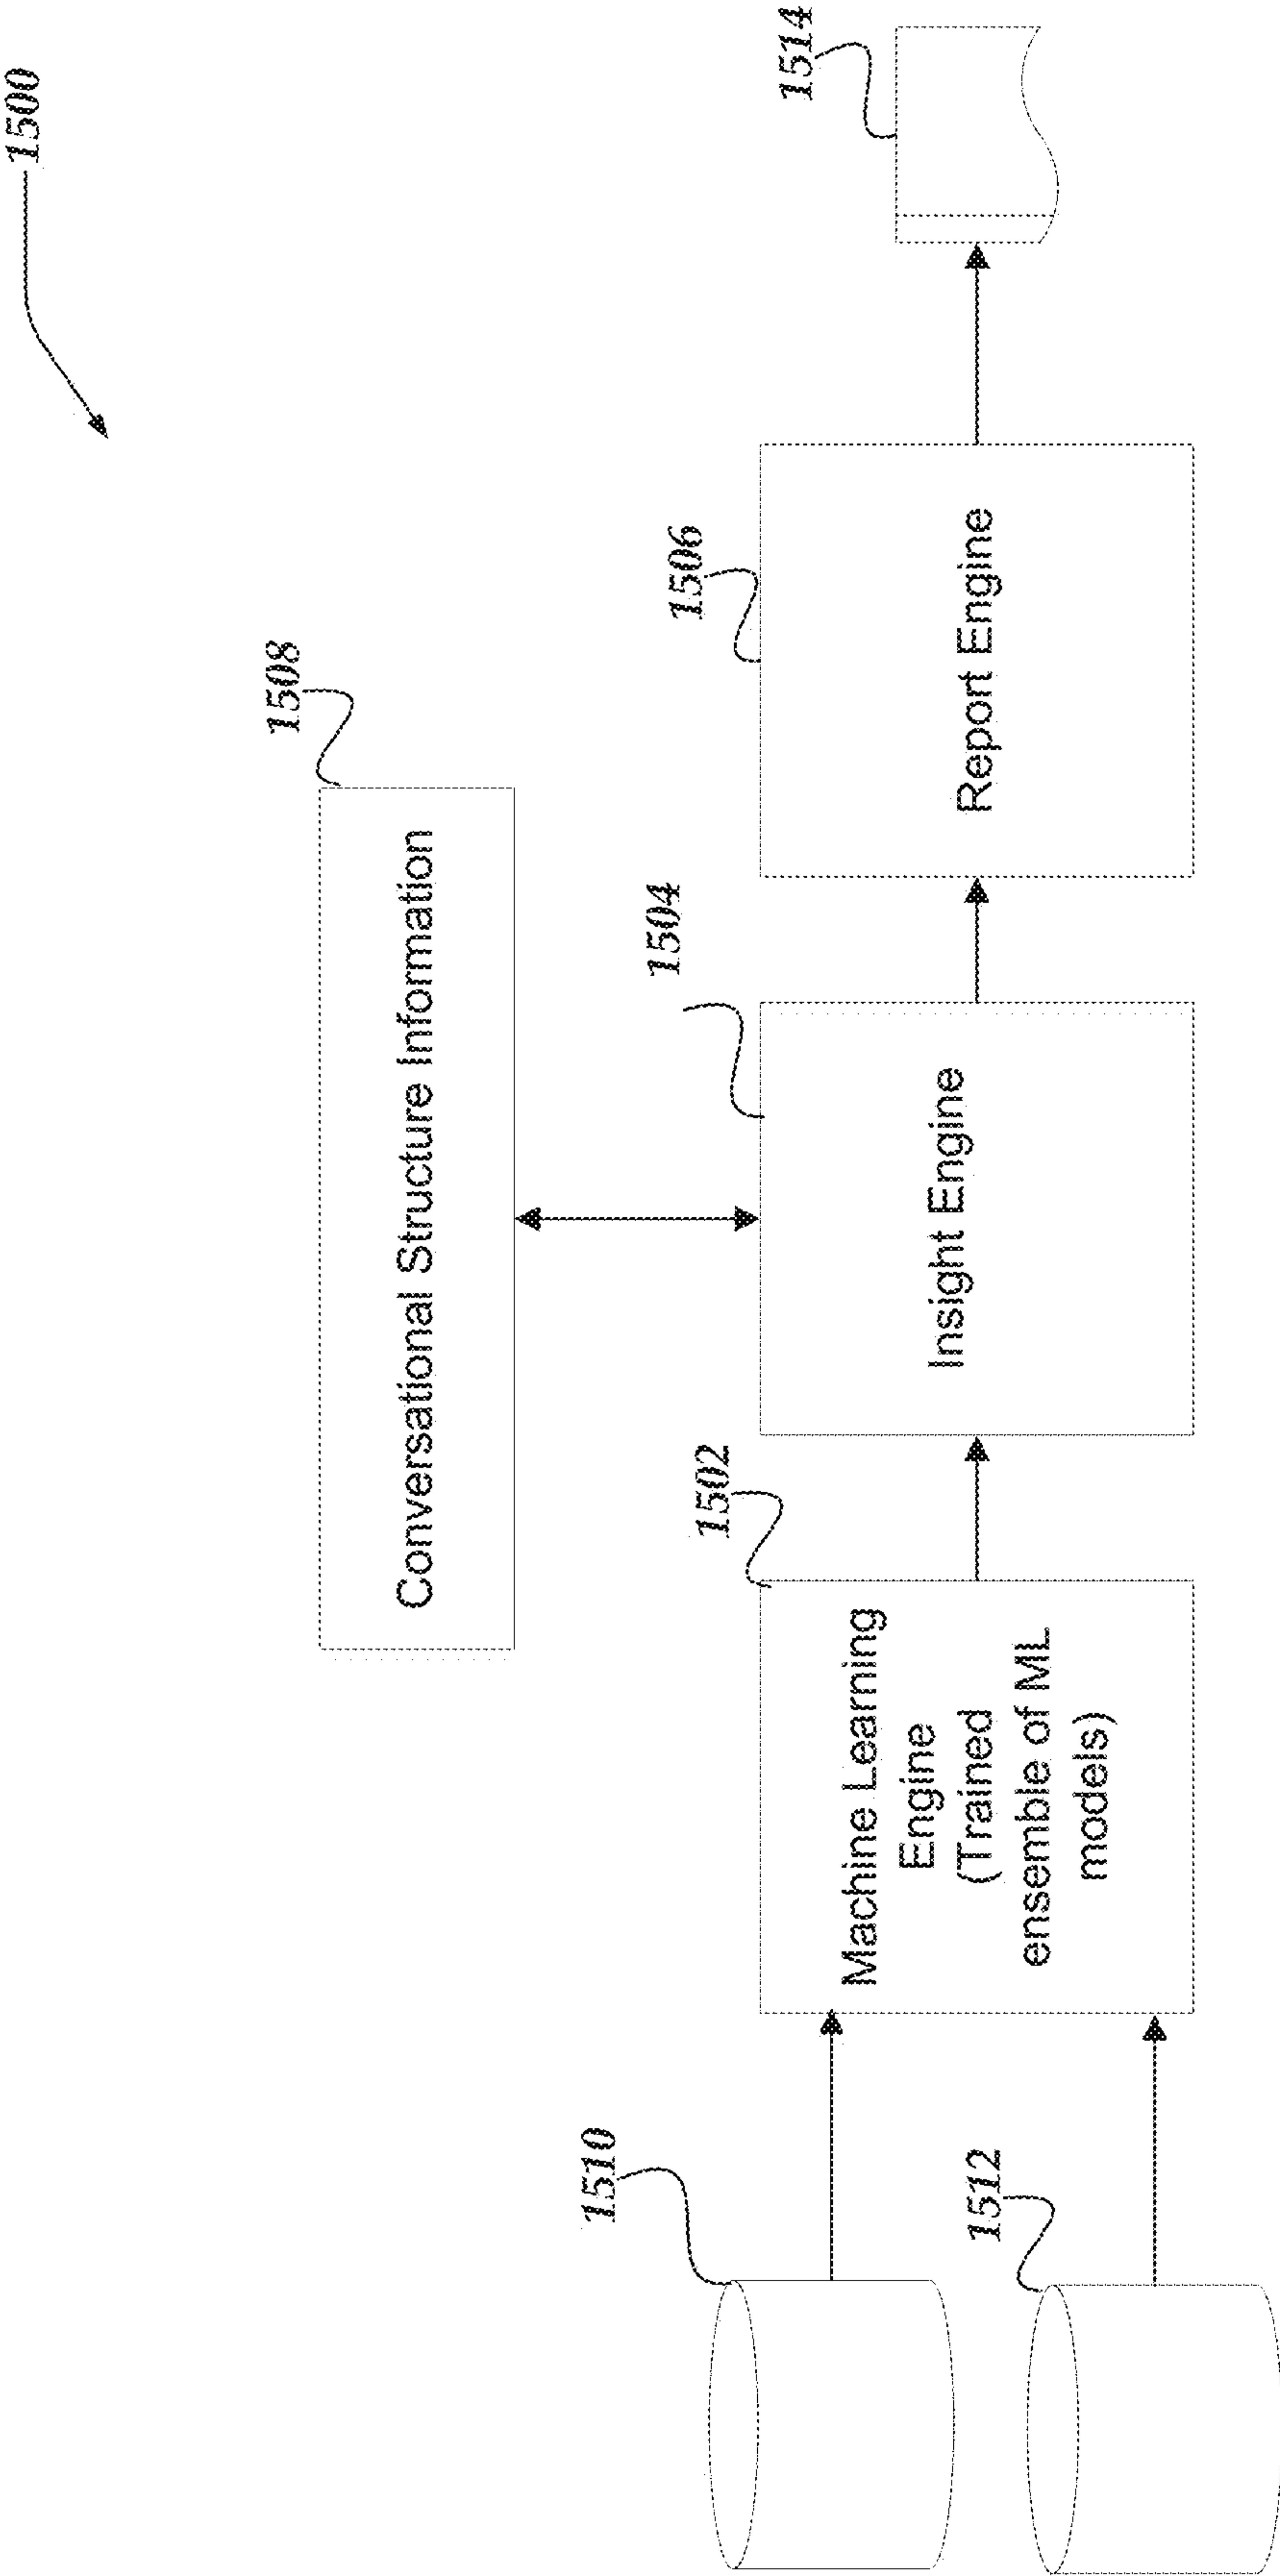 1500
1508
Conversational Structure Information
1510
1502
1504
1506
1514
Machine Learning
Engine
(Trained
ensemble of ML
models)
Insight Engine
Report Engine
1512